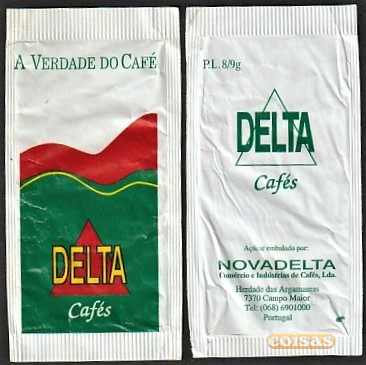 A VERDADE DO CAFÉ
DELTA
Cafés
P.L. 8/9g
DELTA
Cafés
Açúcar embalado por:
NOVADELTA
Comércio e Indústrias de Cafés, Lda.
Herdade das Argamassas
7370 Campo Maior
Tel: (068) 6901000
Portugal
coisas